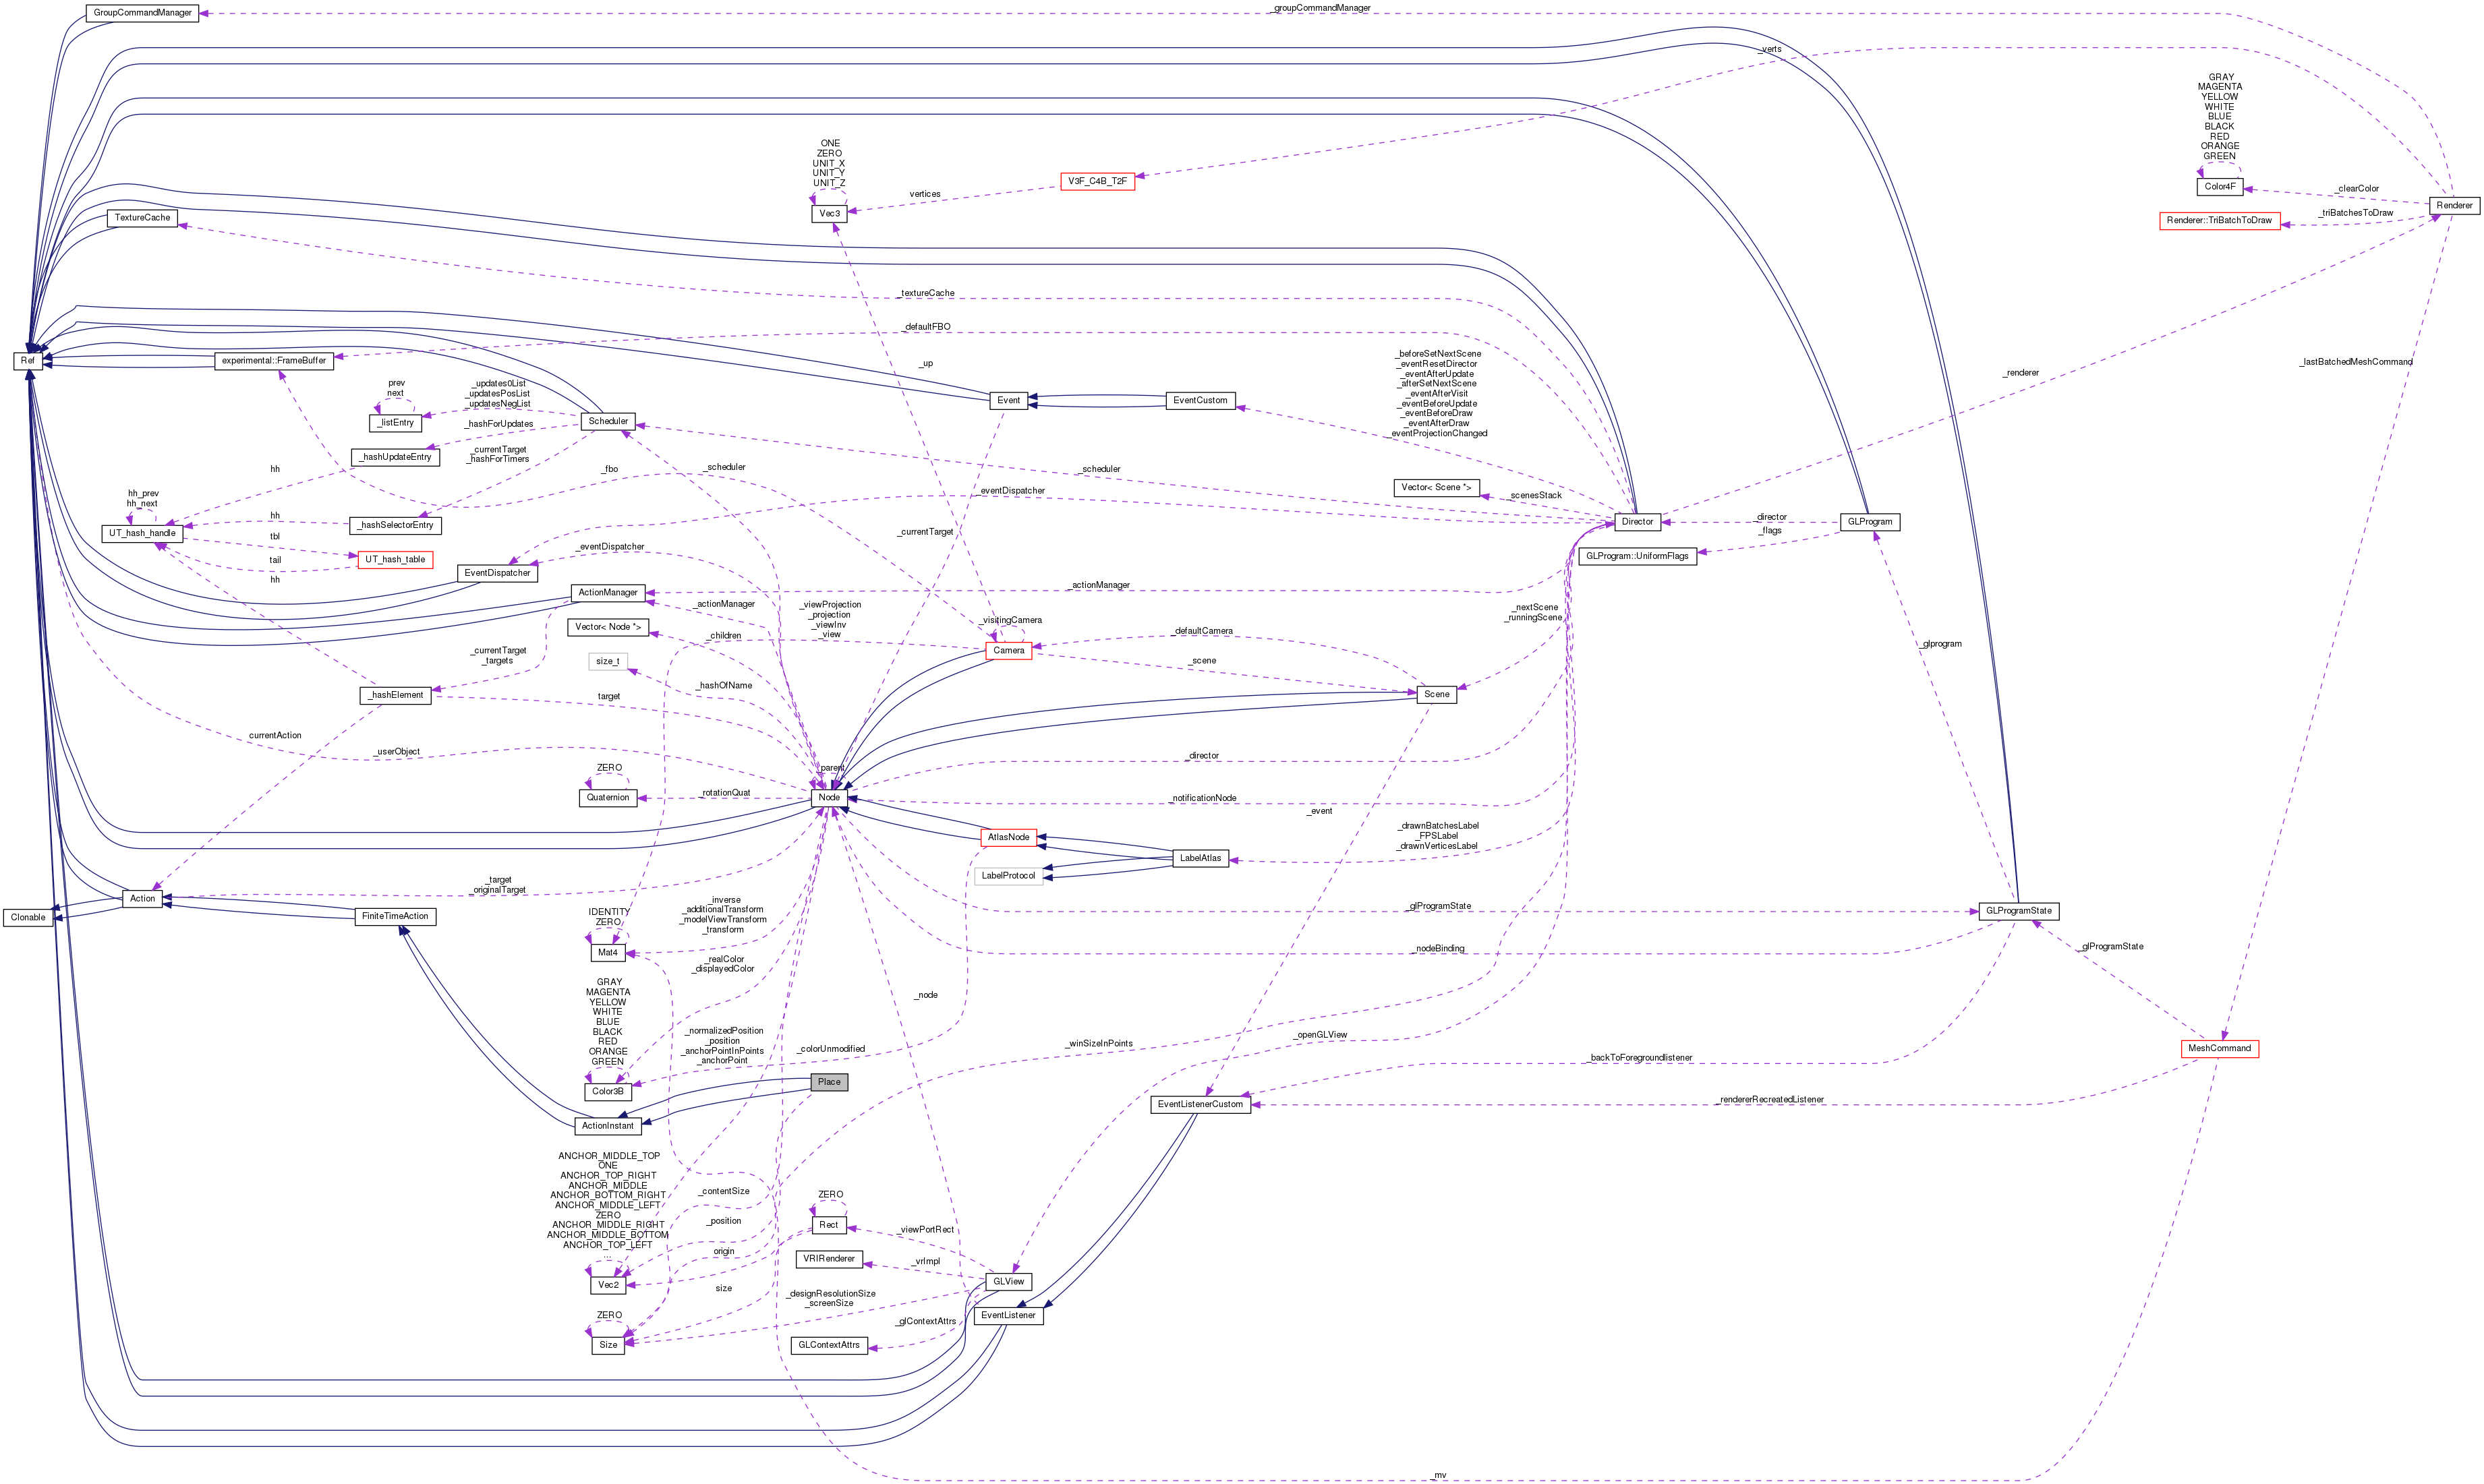 GroupCommandManager
_groupCommandManager
_verts
GRAY
MAGENTA
YELLOW
WHITE
BLUE
BLACK
RED
ORANGE
GREEN
Color4F
_clearColor
Renderer
_triBatchesToDraw
Renderer::TriBatchToDraw
ONE
ZERO
UNIT_X
UNIT_Y
UNIT_Z
Vec3
vertices
V3F_C4B_T2F
TextureCache
_textureCache
_defaultFBO
Ref
experimental::FrameBuffer
_up
_beforeSetNextScene
_eventResetDirector
_eventAfterUpdate
_afterSetNextScene
_eventAfterVisit
_eventBeforeUpdate
_eventBeforeDraw
_eventAfterDraw
_eventProjectionChanged
_lastBatchedMeshCommand
_renderer
prev
next
_listEntry
_updates0List
_updatesPosList
_updatesNegList
Scheduler
Event
EventCustom
_hashForUpdates
_hashUpdateEntry
_currentTarget
_hashForTimers
hh
_fbo
_scheduler
_scheduler
_eventDispatcher
Vector< Scene *>
_scenesStack
hh_prev
hh_next
UT_hash_handle
hh
_hashSelectorEntry
tbl
UT_hash_table
tail
hh
_currentTarget
Director
_director
GLProgram
_flags
GLProgram::UniformFlags
EventDispatcher
_eventDispatcher
ActionManager
_actionManager
_actionManager
Vector< Node *>
_children
_viewProjection
_projection
_viewInv
_view
_visitingCamera
Camera
_defaultCamera
_nextScene
_runningScene
_glprogram
size_t
_hashOfName
_scene
Scene
_currentTarget
_targets
_hashElement
target
currentAction
_userObject
_parent
_director
ZERO
Quaternion
_rotationQuat
Node
_notificationNode
_event
AtlasNode
_drawnBatchesLabel
_FPSLabel
_drawnVerticesLabel
LabelAtlas
LabelProtocol
_target
_originalTarget
Action
Clonable
FiniteTimeAction
IDENTITY
ZERO
Mat4
_inverse
_additionalTransform
_modelViewTransform
_transform
_glProgramState
GLProgramState
_nodeBinding
_glProgramState
_realColor
_displayedColor
GRAY
MAGENTA
YELLOW
WHITE
BLUE
BLACK
RED
ORANGE
GREEN
Color3B
_node
_normalizedPosition
_position
_anchorPointInPoints
_anchorPoint
_colorUnmodified
_winSizeInPoints
_openGLView
_backToForegroundlistener
MeshCommand
Place
ActionInstant
EventListenerCustom
_rendererRecreatedListener
ANCHOR_MIDDLE_TOP
ONE
ANCHOR_TOP_RIGHT
ANCHOR_MIDDLE
ANCHOR_BOTTOM_RIGHT
ANCHOR_MIDDLE_LEFT
ZERO
ANCHOR_MIDDLE_RIGHT
ANCHOR_MIDDLE_BOTTOM
ANCHOR_TOP_LEFT
...
Vec2
_contentSize
_position
origin
size
ZERO
Rect
_viewPortRect
VRIRenderer
_vrImpl
GLView
_designResolutionSize
_screenSize
EventListener
ZERO
Size
_glContextAttrs
GLContextAttrs
_mv